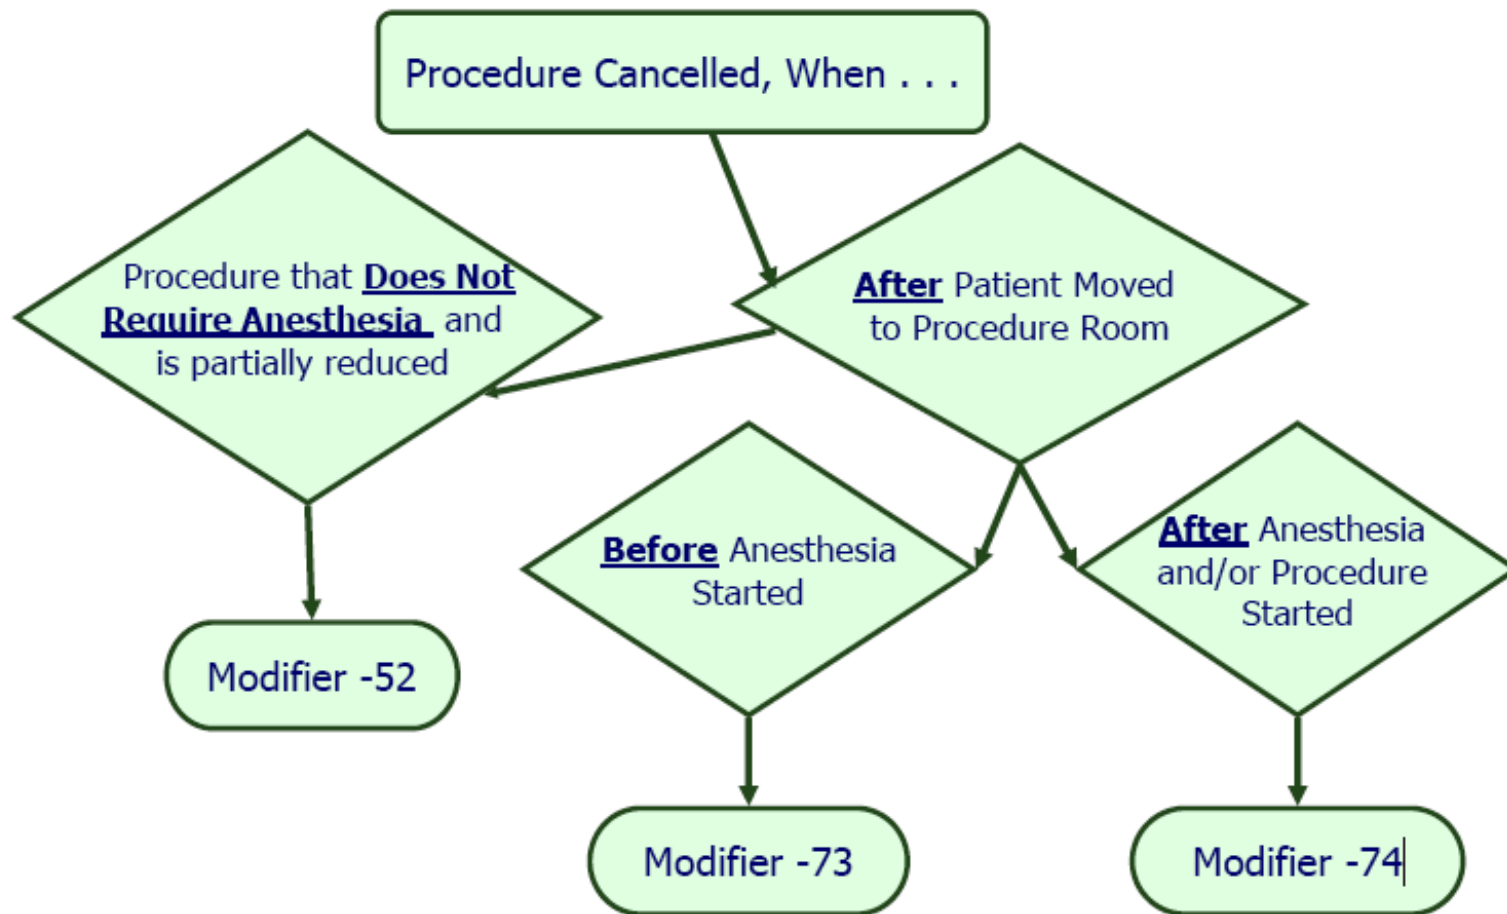 Procedure Cancelled, When . . .
Procedure that Does Not
Require Anesthesia and
is partially reduced
After Patient Moved
to Procedure Room
Before Anesthesia
Started
After Anesthesia
and/or Procedure
Started
Modifier -52
Modifier -73
Modifier -74